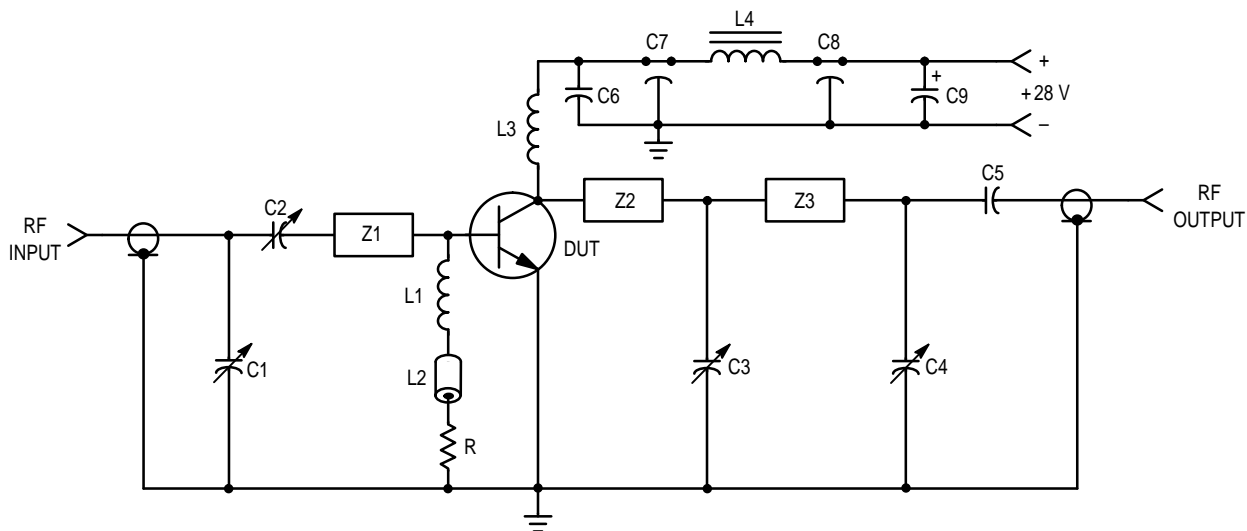 L4
C7
C8
+
+
C6
C9
+28 V
L3
–
C5
C2
RF
INPUT
Z1
Z2
Z3
RF
OUTPUT
DUT
L1
C1
L2
C3
C4
R